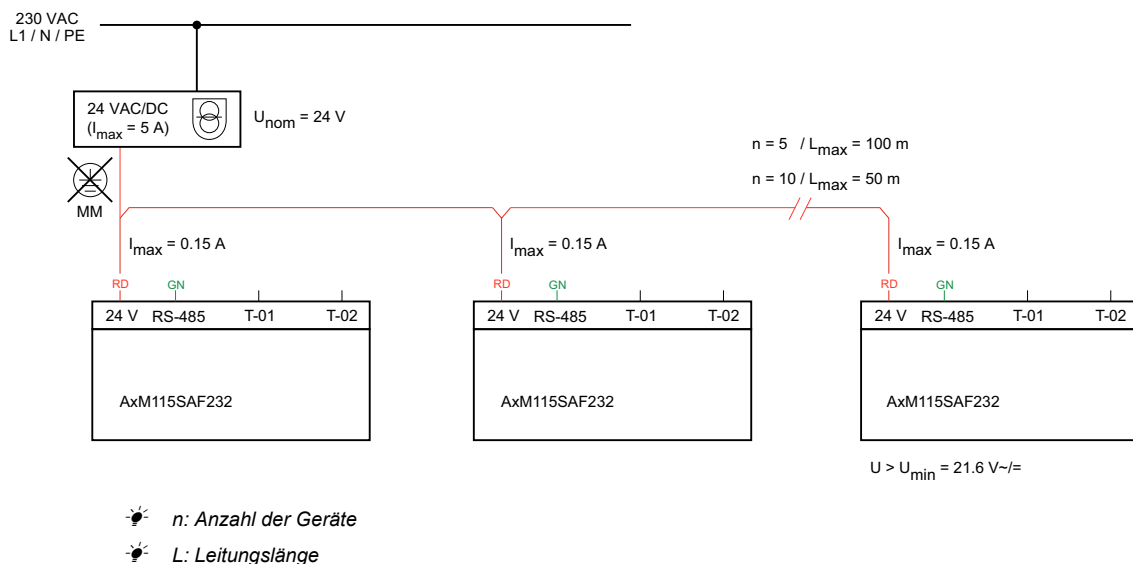 230 VAC
L1 / N / PE
24 VAC/DC
(Imax = 5 A)
Unom = 24 V
n = 5 / Lmax = 100 m
n = 10 / Lmax = 50 m
MM
Imax = 0.15 A
Imax = 0.15 A
Imax = 0.15 A
RD GN
RD GN
RD GN
24 V RS-485 T-01 T-02
24 V RS-485 T-01 T-02
24 V RS-485 T-01 T-02
AxM115SAF232
AxM115SAF232
AxM115SAF232
U > Umin = 21.6 V~/=
n: Anzahl der Geräte
L: Leitungslänge